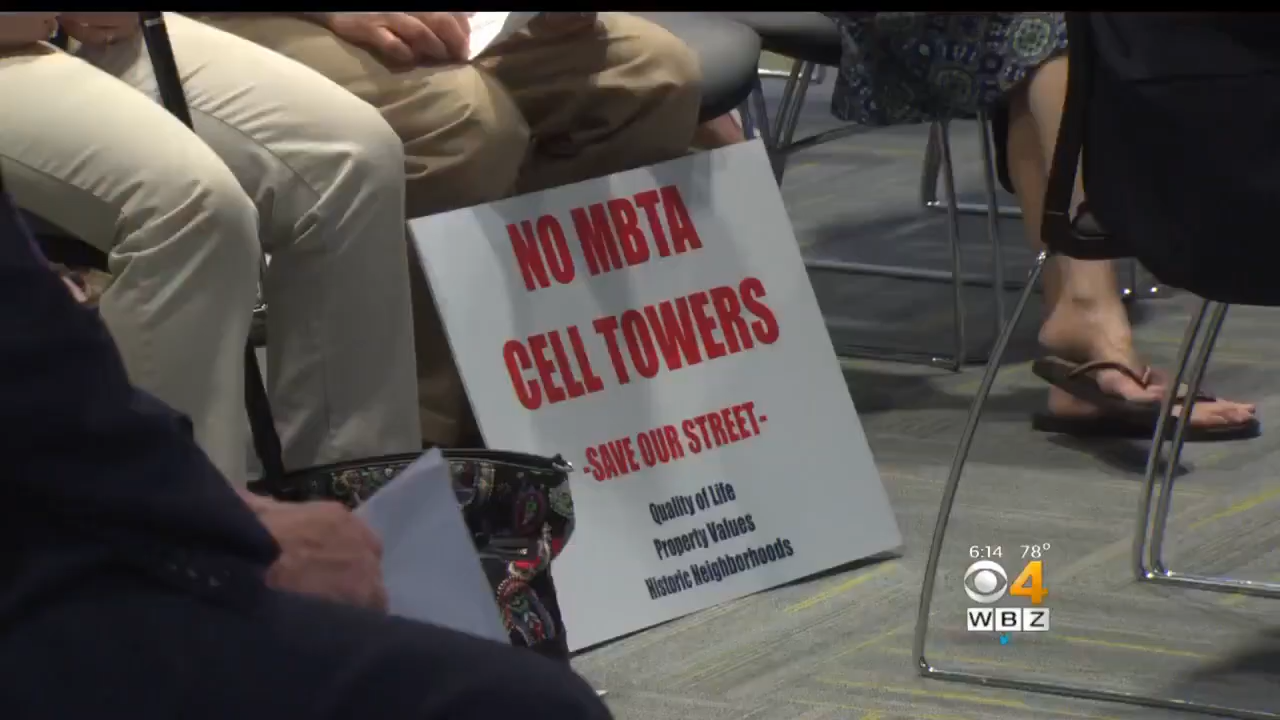 NO MBTA
CELL TOWERS
-SAVE OUR STREET-
Quality of Life
Property Values
Historic Neighborhoods
6:14 78°
4
WBZ